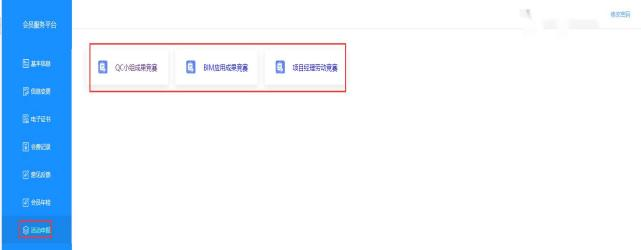 会员服务平台
修改密码
QC小组成果竞赛
BIM应用成果竞赛
项目经理劳动竞赛
基本信息
信息变更
电子证书
会费记录
意见反馈
会员年检
活动申报